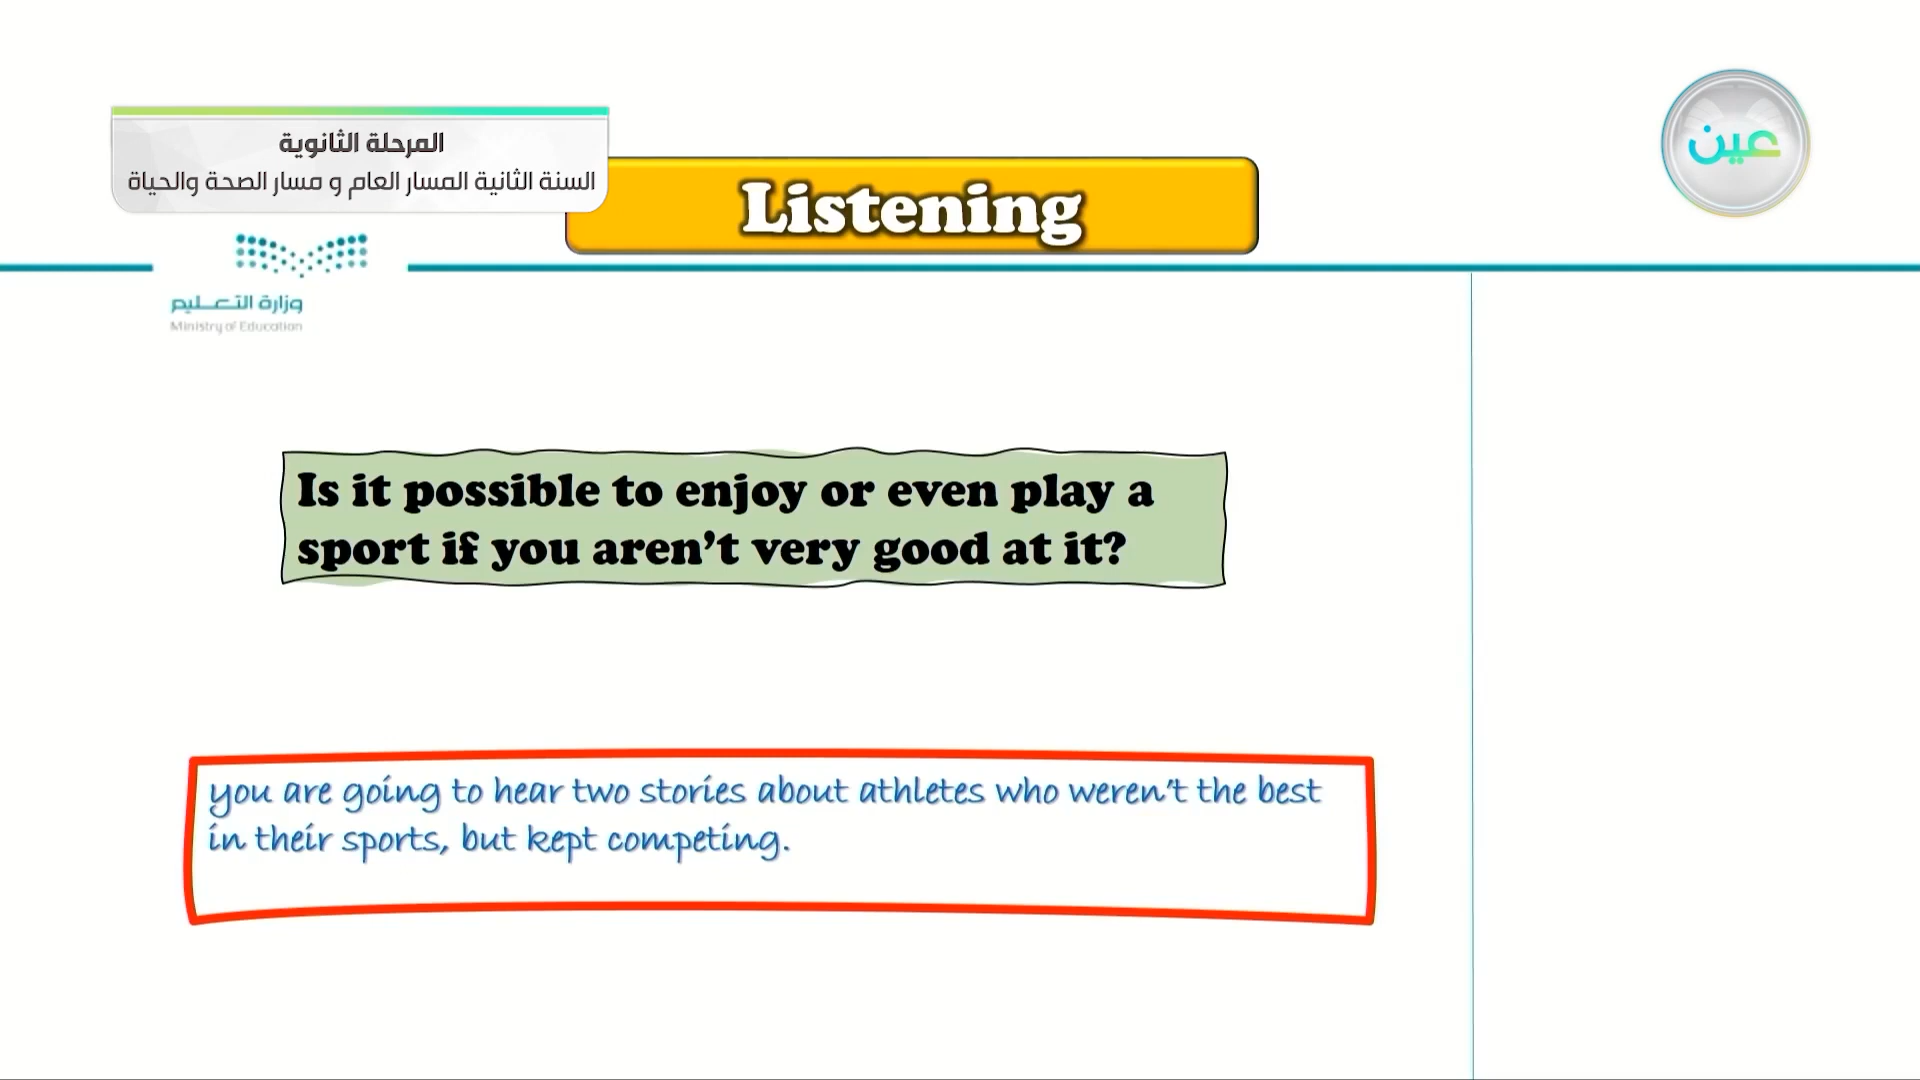 المرحلة الثانوية
السنة الثانية المسار العام و مسار الصحة والحياة
عين
Listening
وزارة التعليم
Ministry of Education
Is it possible to enjoy or even play a
sport if you aren't very good at it?
you are going to hear two stories about athletes who weren't the best
in their sports, but kept competing.